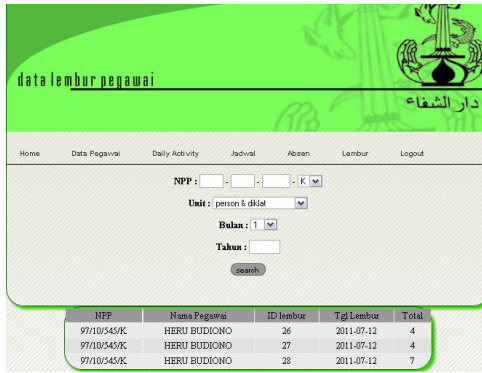 data lembur pegawai
دار الشفاء
Home Data Pegawai Daily Activity Jadwal Absen Lembur Logout
NPP : - - - K
Unit : person & diklat
Bulan : 1
Tahun :
search
NPP Nama Pegawai ID lembur Tgl Lembur Total
97/10/545/K HERU BUDIONO 26 2011-07-12 4
97/10/545/K HERU BUDIONO 27 2011-07-12 4
97/10/545/K HERU BUDIONO 28 2011-07-12 7